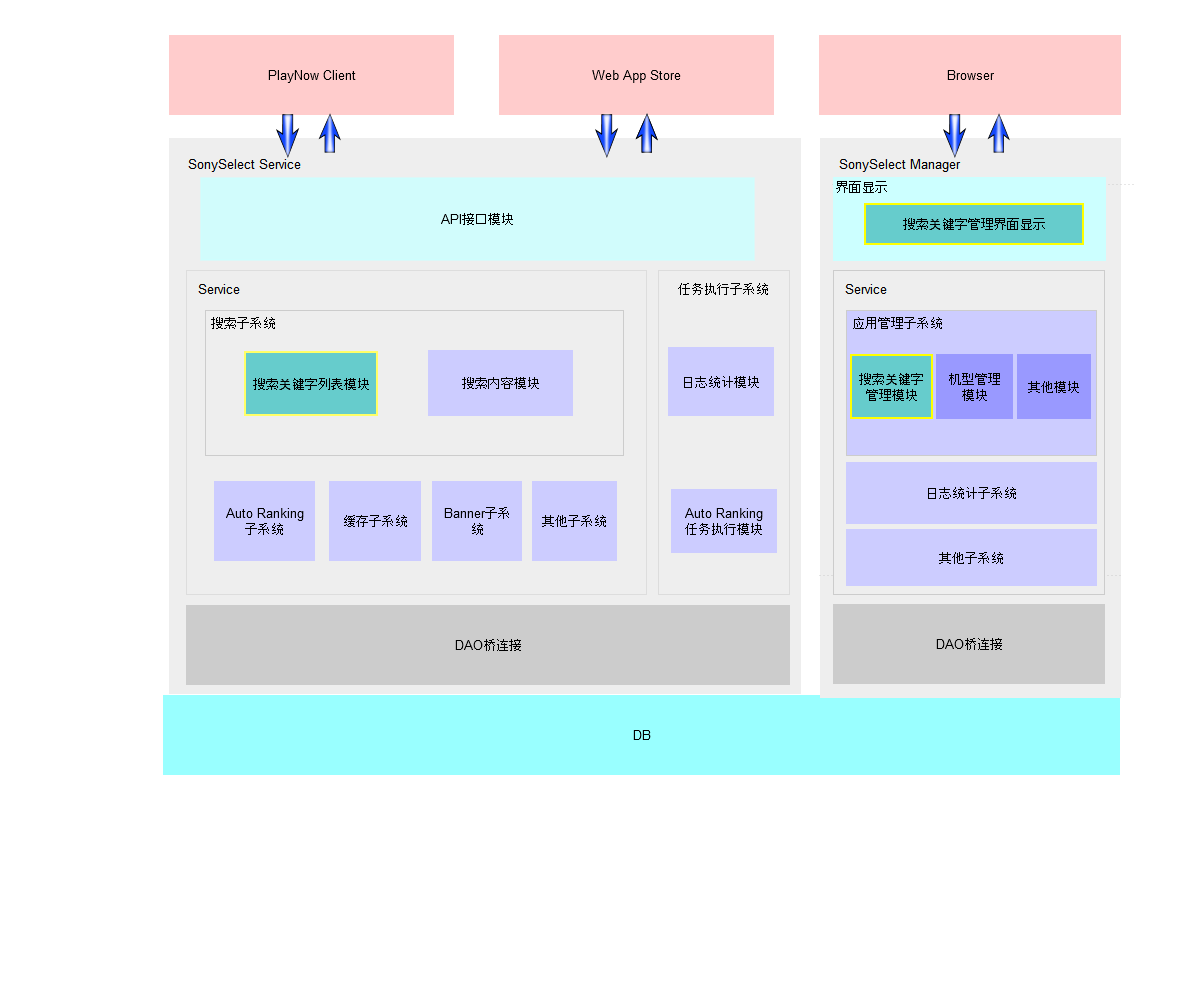 PlayNow Client
Web App Store
Browser
SonySelect Service
API接口模块
Service
搜索子系统
搜索关键字列表模块
搜索内容模块
Auto Ranking
子系统
缓存子系统
Banner子系
统
其他子系统
任务执行子系统
日志统计模块
Auto Ranking
任务执行模块
DAO桥连接
SonySelect Manager
界面显示
搜索关键字管理界面显示
Service
应用管理子系统
搜索关键字
管理模块
机型管理
模块
其他模块
日志统计子系统
其他子系统
DAO桥连接
DB